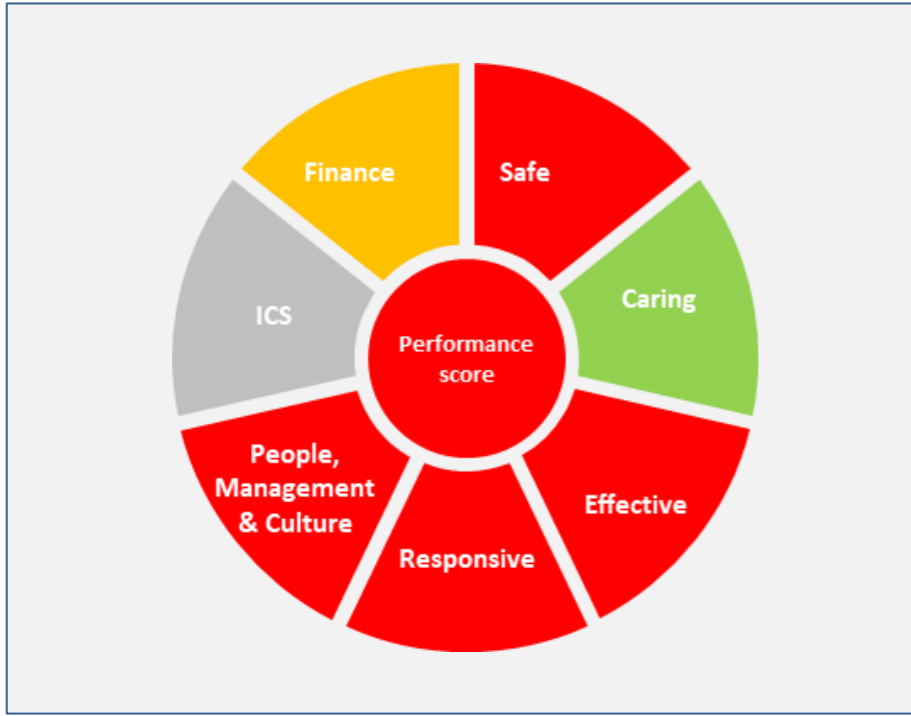 Finance
Safe
Caring
ICS
Performance
score
People,
Management
& Culture
Effective
Responsive